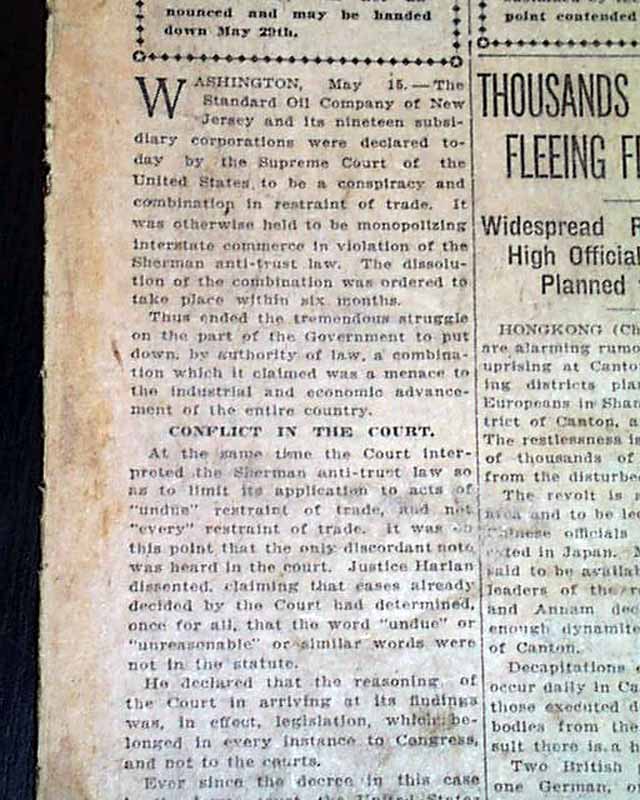 nounced and may be handed
down May 29th.
WASHINGTON, May 15.—The
Standard Oil Company of New
Jersey and its nineteen subsi-
diary corporations were declared to-
day by the Supreme Court of the
United States to be a conspiracy and
combination in restraint of trade. It
was otherwise held to be monopolizing
interstate commerce in violation of the
Sherman anti-trust law. The dissolu-
tion of the combination was ordered to
take place within six months.
Thus ended the tremendous struggle
on the part of the Government to put
down, by authority of law, a combina-
tion which it claimed was a menace to
the industrial and economic advance-
ment of the entire country.
CONFLICT IN THE COURT.
At the same time the Court inter-
preted the Sherman anti-trust law so
as to limit its application to acts of
"undue" restraint of trade, and not
"every" restraint of trade. It was on
this point that the only discordant note
was heard in the court. Justice Harlan
dissented, claiming that cases already
decided by the Court had determined,
once for all, that the word "undue" or
"unreasonable" or similar words were
not in the statute.
He declared that the reasoning of
the Court in arriving at its findings
was, in effect, legislation, which be-
longed in every instance to Congress,
and not to the courts.
Ever since the decree in this case
the United States
point contended
THOUSANDS
FLEEING F
Widespread R
High Official
Planned
HONGKONG (Ch
are alarming rumo
uprising at Canto
ing districts pla
Europeans in Shan
trict of Canton, a
The restlessness is
of thousands of
from the disturbe
The revolt is
area and to be le
Chinese officials
in Japan. M
said to be availab
leaders of the r
and Annam dec
enough dynamite
of Canton.
Decapitations
occur daily in Ca
those executed d
bodies from the
sult there is a h
Two British
one German, o